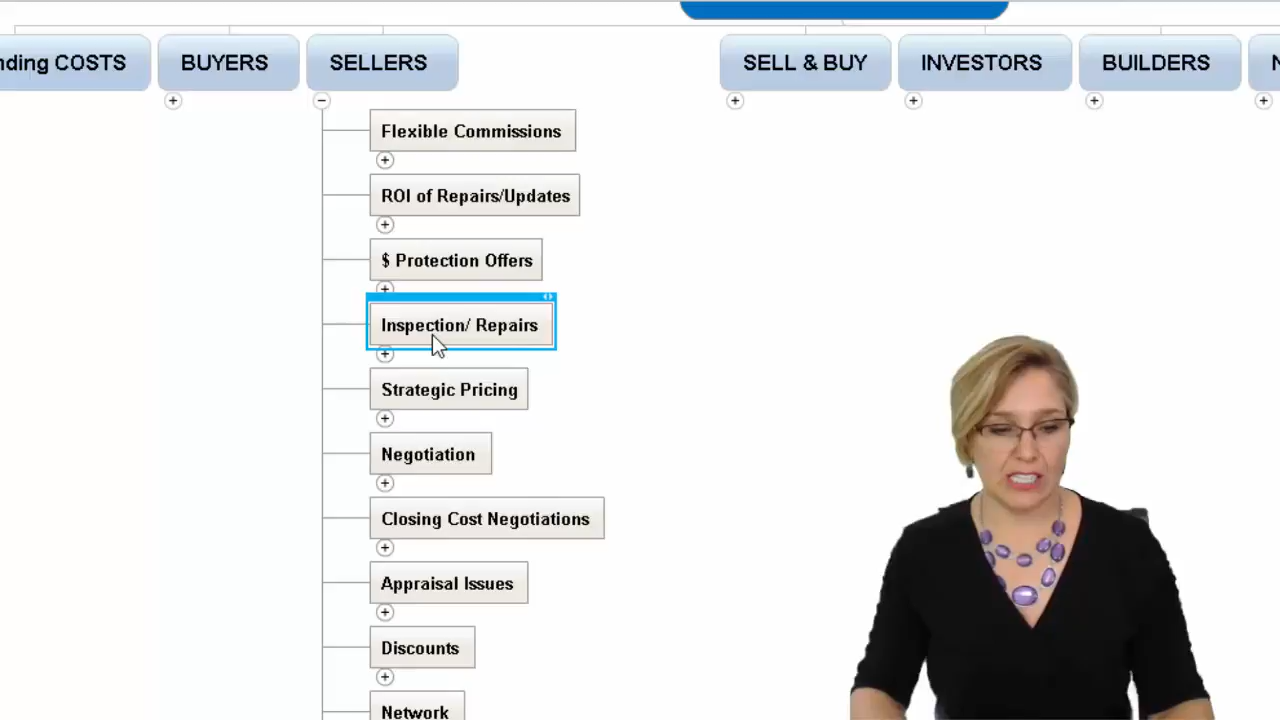 nding COSTS
BUYERS
SELLERS
SELL & BUY
INVESTORS
BUILDERS
N
Flexible Commissions
ROI of Repairs/Updates
$ Protection Offers
Inspection/ Repairs
Strategic Pricing
Negotiation
Closing Cost Negotiations
Appraisal Issues
Discounts
Network